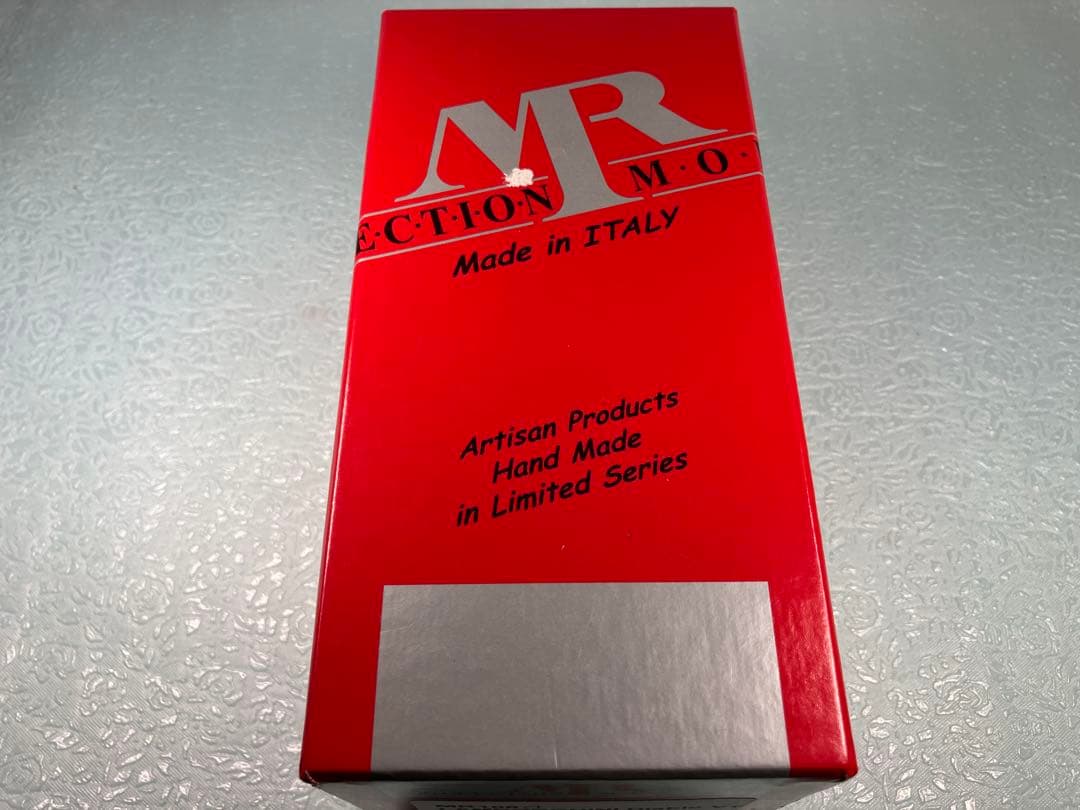 MR
E·C·T·I·O·N M·O·
Made in ITALY
Artisan Products
Hand Made
in Limited Series